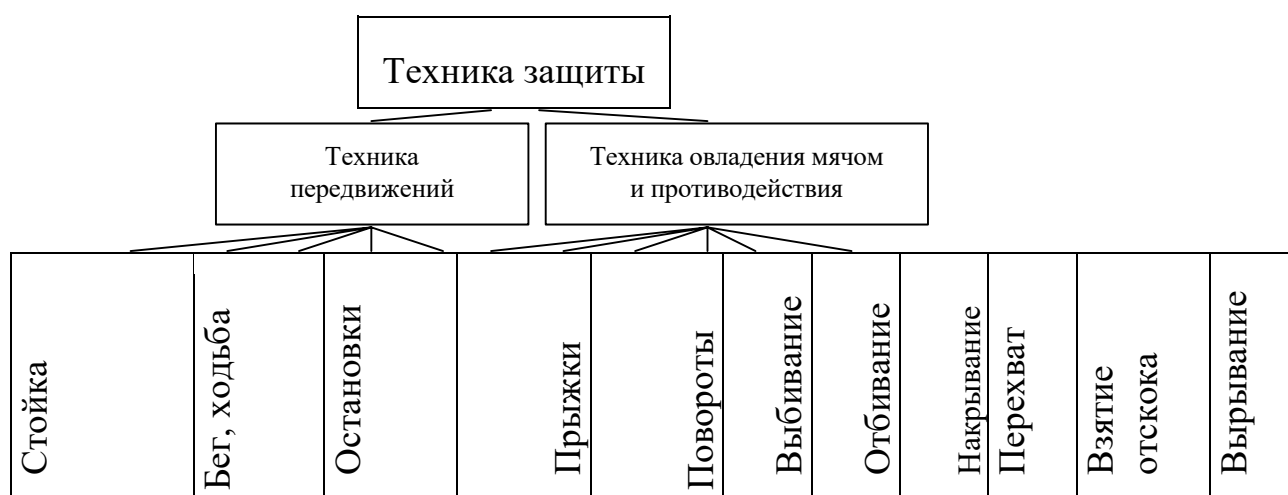 Техника защиты
Техника
передвижений
Техника овладения мячом
и противодействия
Стойка
Бег, ходьба
Остановки
Прыжки
Повороты
Выбивание
Отбивание
Накрывание
Перехват
Взятие
отскока
Вырывание